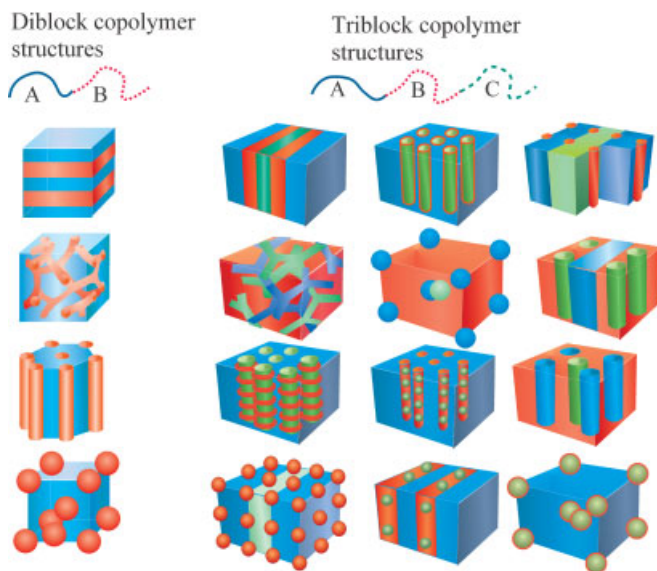 Diblock copolymer
structures
A
B
Triblock copolymer
structures
A
B
C